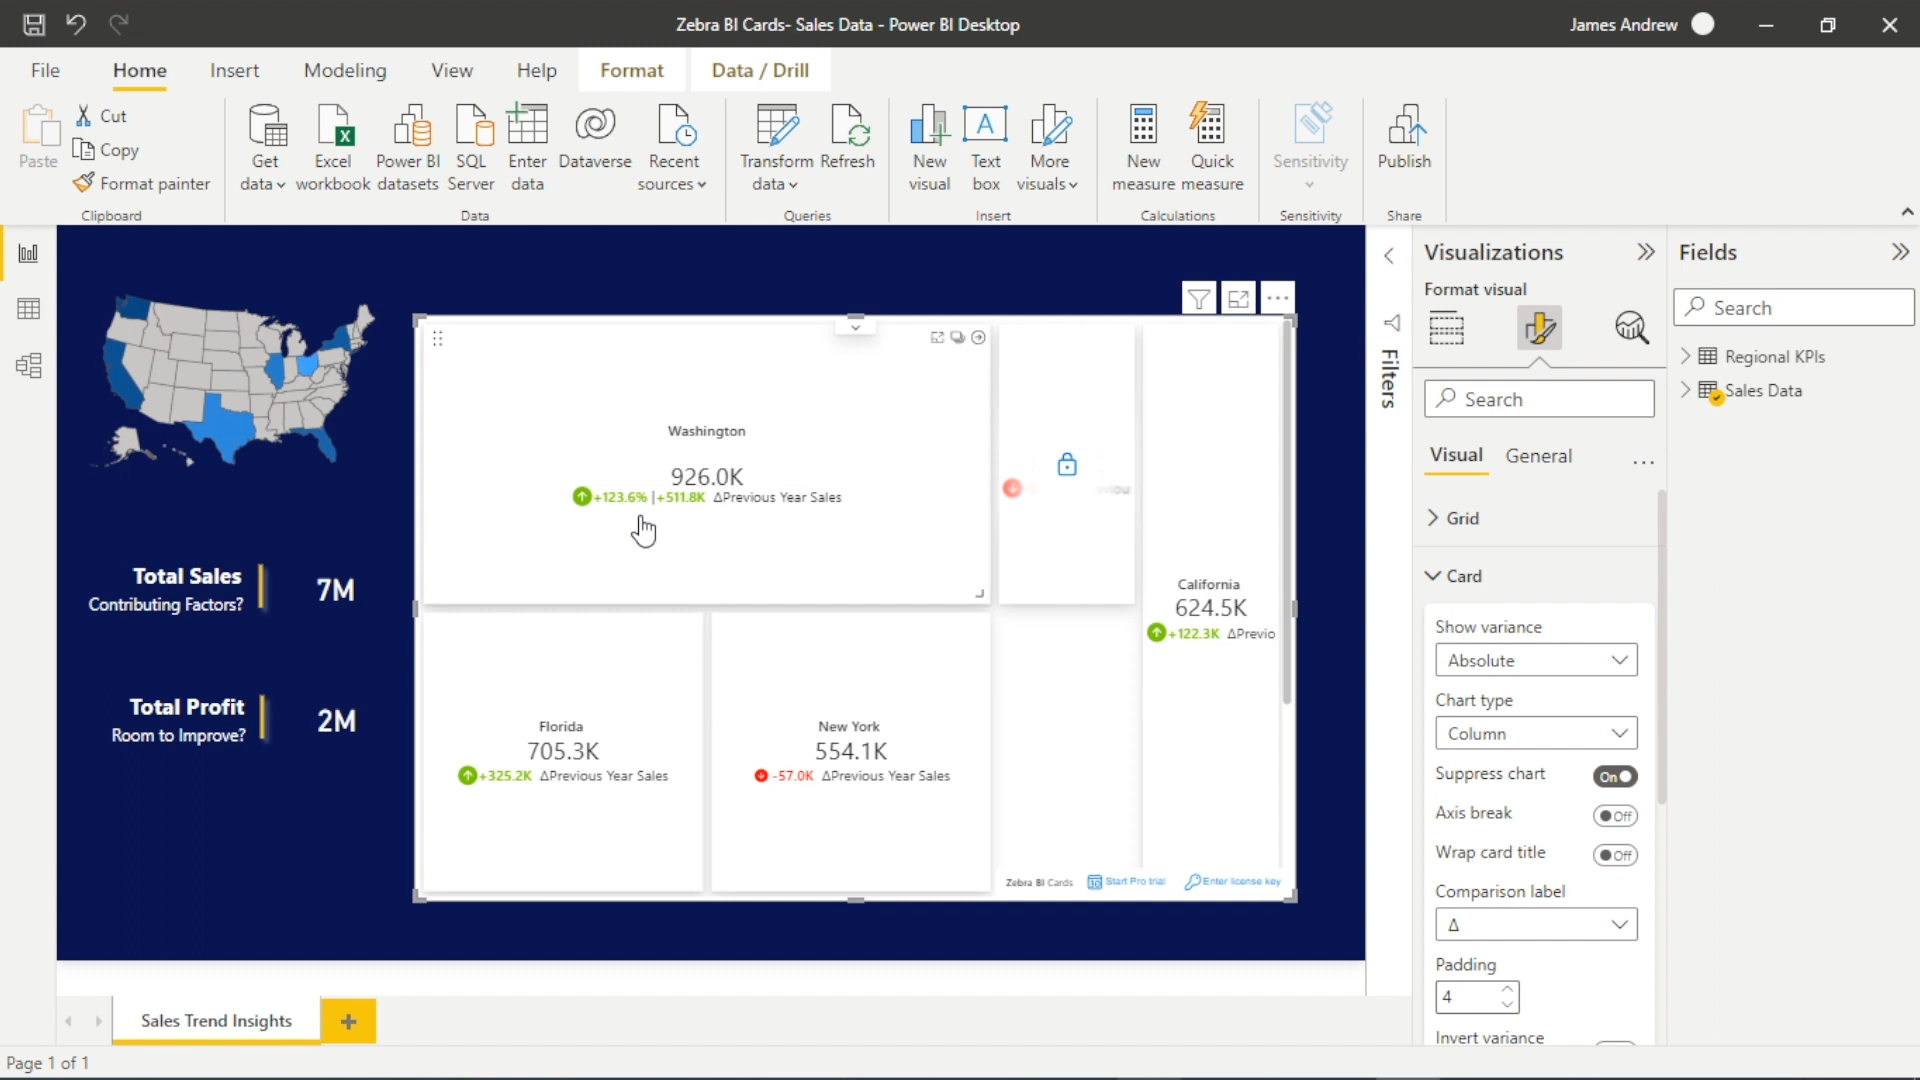 Zebra BI Cards- Sales Data - Power BI Desktop
James Andrew
File
Home
Insert
Modeling
View
Help
Format
Data / Drill
Paste
Cut
Copy
Format painter
Clipboard
Get data
Excel workbook
Power BI datasets
SQL Server
Enter data
Dataverse
Recent sources
Data
Transform data
Refresh
Queries
New visual
Text box
More visuals
Insert
New measure
Quick measure
Calculations
Sensitivity
Sensitivity
Publish
Share
Washington
926.0K
+123.6% | +511.8K ΔPrevious Year Sales
California
624.5K
+122.3K ΔPrevio
Florida
705.3K
+325.2K ΔPrevious Year Sales
New York
554.1K
-57.0K ΔPrevious Year Sales
Zebra BI Cards
30 Start Pro trial
Enter license key
Total Sales
Contributing Factors?
7M
Total Profit
Room to Improve?
2M
Filters
Visualizations
Format visual
Search
Visual
General
...
Grid
Card
Show variance
Absolute
Chart type
Column
Suppress chart
On
Axis break
Off
Wrap card title
Off
Comparison label
Δ
Padding
4
Invert variance
Fields
Search
Regional KPIs
Sales Data
Sales Trend Insights
Page 1 of 1